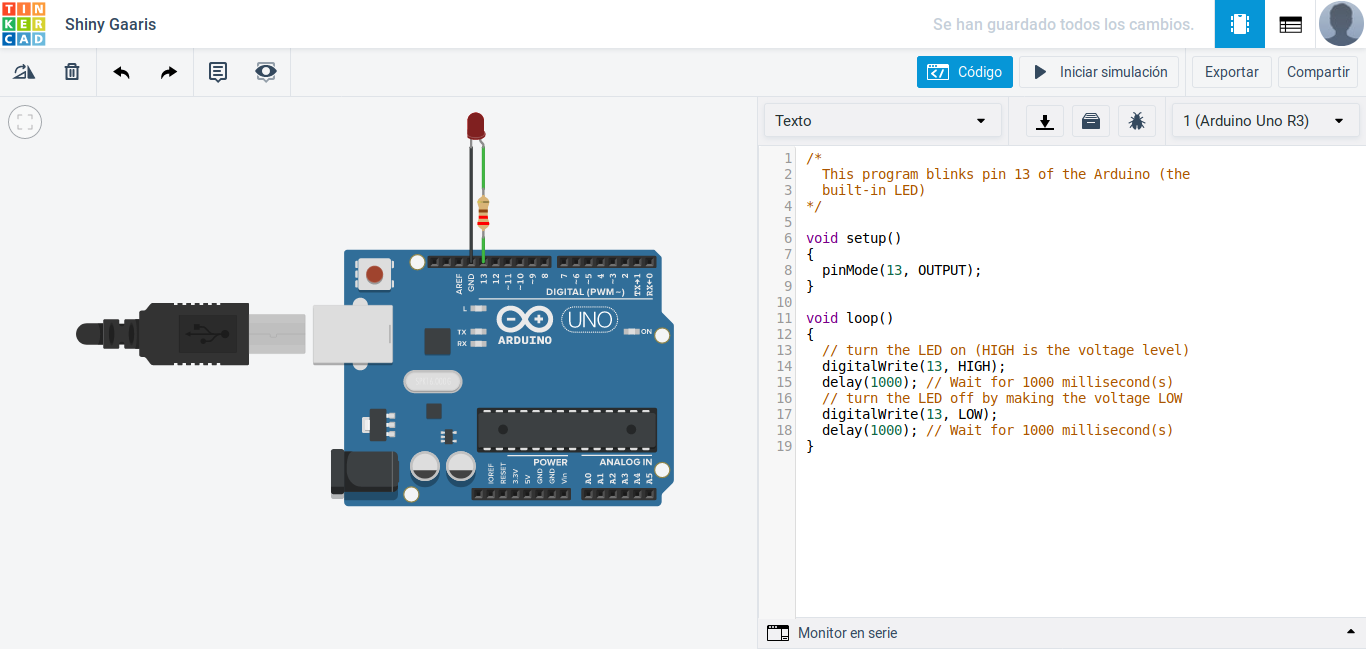 TIN
KER
CAD
Shiny Gaaris
Se han guardado todos los cambios.
Código
Iniciar simulación
Exportar
Compartir
Texto
1 (Arduino Uno R3)
1 /*
2 This program blinks pin 13 of the Arduino (the
3 built-in LED)
4 */
5
6 void setup()
7 {
8 pinMode(13, OUTPUT);
9 }
10
11 void loop()
12 {
13 // turn the LED on (HIGH is the voltage level)
14 digitalWrite(13, HIGH);
15 delay(1000); // Wait for 1000 millisecond(s)
16 // turn the LED off by making the voltage LOW
17 digitalWrite(13, LOW);
18 delay(1000); // Wait for 1000 millisecond(s)
19 }
AREF GND 13 12 ~11 ~10 ~9 8 7 ~6 ~5 4 ~3 2 TX→1 RX←0
DIGITAL (PWM ~)
L
TX
RX
UNO
ON
ARDUINO
POWER
ANALOG IN
IOREF RESET 3.3V 5V GND GND Vin A0 A1 A2 A3 A4 A5
Monitor en serie